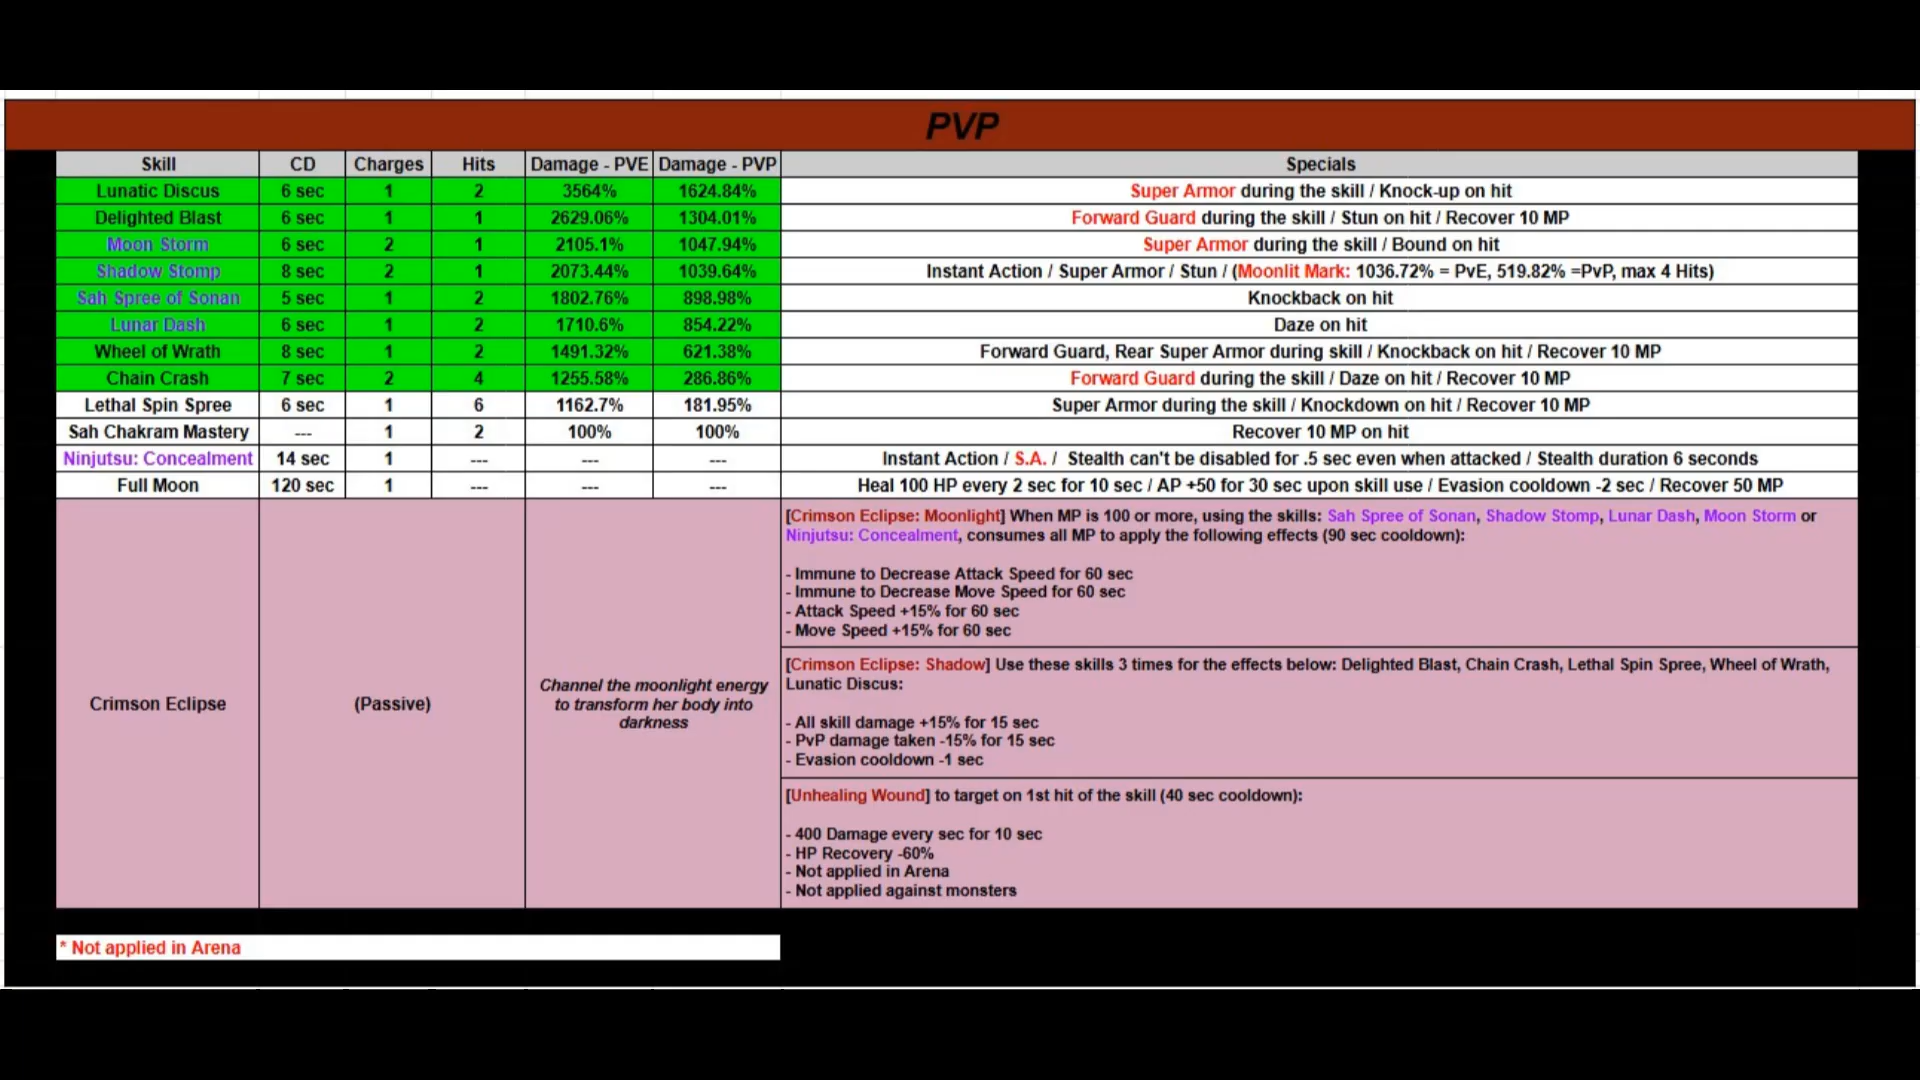 PVP
Skill CD Charges Hits Damage - PVE Damage - PVP Specials
Lunatic Discus 6 sec 1 2 3564% 1624.84% Super Armor during the skill / Knock-up on hit
Delighted Blast 6 sec 1 1 2629.06% 1304.01% Forward Guard during the skill / Stun on hit / Recover 10 MP
Moon Storm 6 sec 2 1 2105.1% 1047.94% Super Armor during the skill / Bound on hit
Shadow Stomp 8 sec 2 1 2073.44% 1039.64% Instant Action / Super Armor / Stun / (Moonlit Mark: 1036.72% = PvE, 519.82% =PvP, max 4 Hits)
Sah Spree of Sonan 5 sec 1 2 1802.76% 898.98% Knockback on hit
Lunar Dash 6 sec 1 2 1710.6% 854.22% Daze on hit
Wheel of Wrath 8 sec 1 2 1491.32% 621.38% Forward Guard, Rear Super Armor during skill / Knockback on hit / Recover 10 MP
Chain Crash 7 sec 2 4 1255.58% 286.86% Forward Guard during the skill / Daze on hit / Recover 10 MP
Lethal Spin Spree 6 sec 1 6 1162.7% 181.95% Super Armor during the skill / Knockdown on hit / Recover 10 MP
Sah Chakram Mastery --- 1 2 100% 100% Recover 10 MP on hit
Ninjutsu: Concealment 14 sec 1 --- --- --- Instant Action / S.A. / Stealth can't be disabled for .5 sec even when attacked / Stealth duration 6 seconds
Full Moon 120 sec 1 --- --- --- Heal 100 HP every 2 sec for 10 sec / AP +50 for 30 sec upon skill use / Evasion cooldown -2 sec / Recover 50 MP
Crimson Eclipse
(Passive)
Channel the moonlight energy
to transform her body into
darkness
[Crimson Eclipse: Moonlight] When MP is 100 or more, using the skills: Sah Spree of Sonan, Shadow Stomp, Lunar Dash, Moon Storm or
Ninjutsu: Concealment, consumes all MP to apply the following effects (90 sec cooldown):
- Immune to Decrease Attack Speed for 60 sec
- Immune to Decrease Move Speed for 60 sec
- Attack Speed +15% for 60 sec
- Move Speed +15% for 60 sec
[Crimson Eclipse: Shadow] Use these skills 3 times for the effects below: Delighted Blast, Chain Crash, Lethal Spin Spree, Wheel of Wrath,
Lunatic Discus:
- All skill damage +15% for 15 sec
- PvP damage taken -15% for 15 sec
- Evasion cooldown -1 sec
[Unhealing Wound] to target on 1st hit of the skill (40 sec cooldown):
- 400 Damage every sec for 10 sec
- HP Recovery -60%
- Not applied in Arena
- Not applied against monsters
* Not applied in Arena